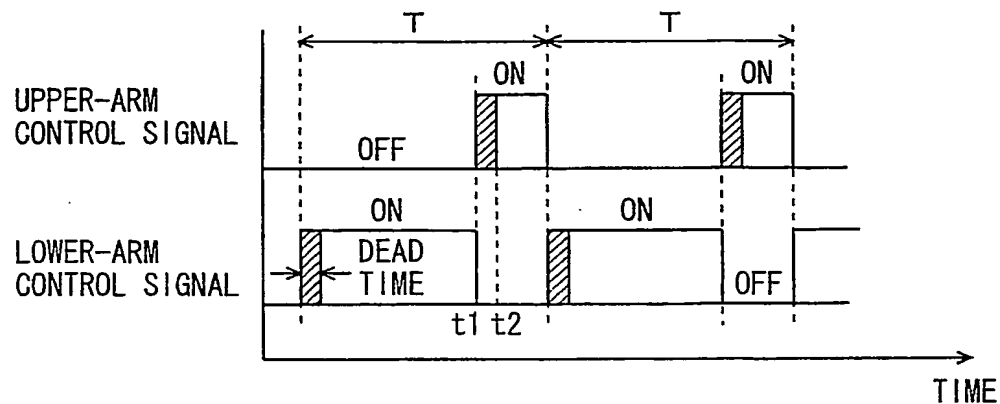 T T
ON ON
UPPER-ARM
CONTROL SIGNAL
OFF
ON ON
LOWER-ARM
CONTROL SIGNAL
DEAD
TIME
OFF
t1 t2
TIME